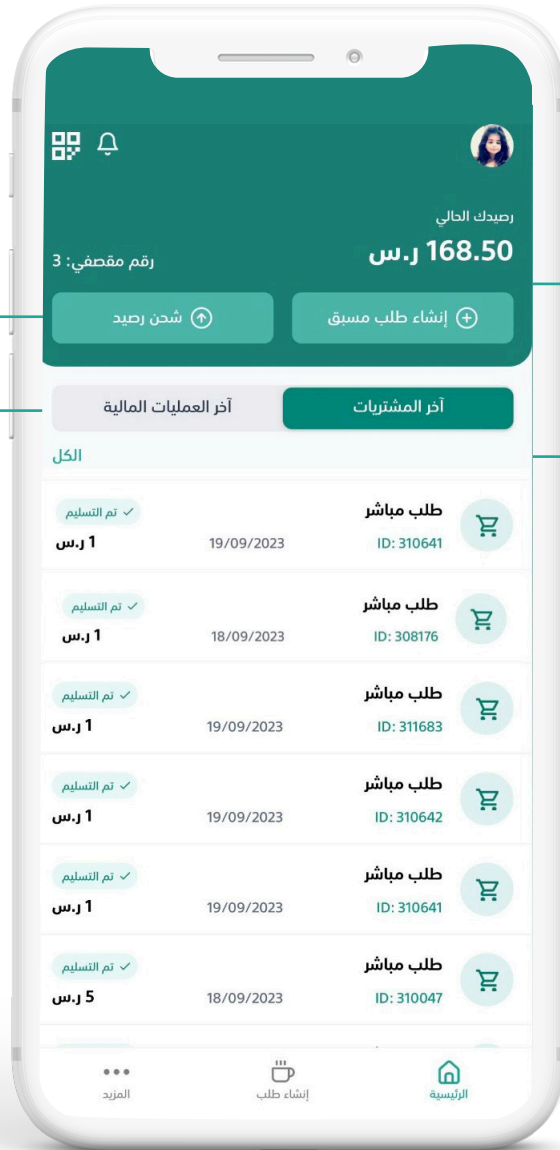 رصيدك الحالي
168.50 ر.س
رقم مقصفي: 3
إنشاء طلب مسبق
شحن رصيد
آخر المشتريات
آخر العمليات المالية
الكل
طلب مباشر
تم التسليم
ID: 310641
19/09/2023
1 ر.س
طلب مباشر
تم التسليم
ID: 308176
18/09/2023
1 ر.س
طلب مباشر
تم التسليم
ID: 311683
19/09/2023
1 ر.س
طلب مباشر
تم التسليم
ID: 310642
19/09/2023
1 ر.س
طلب مباشر
تم التسليم
ID: 310641
19/09/2023
1 ر.س
طلب مباشر
تم التسليم
ID: 310047
18/09/2023
5 ر.س
الرئيسية
إنشاء طلب
المزيد